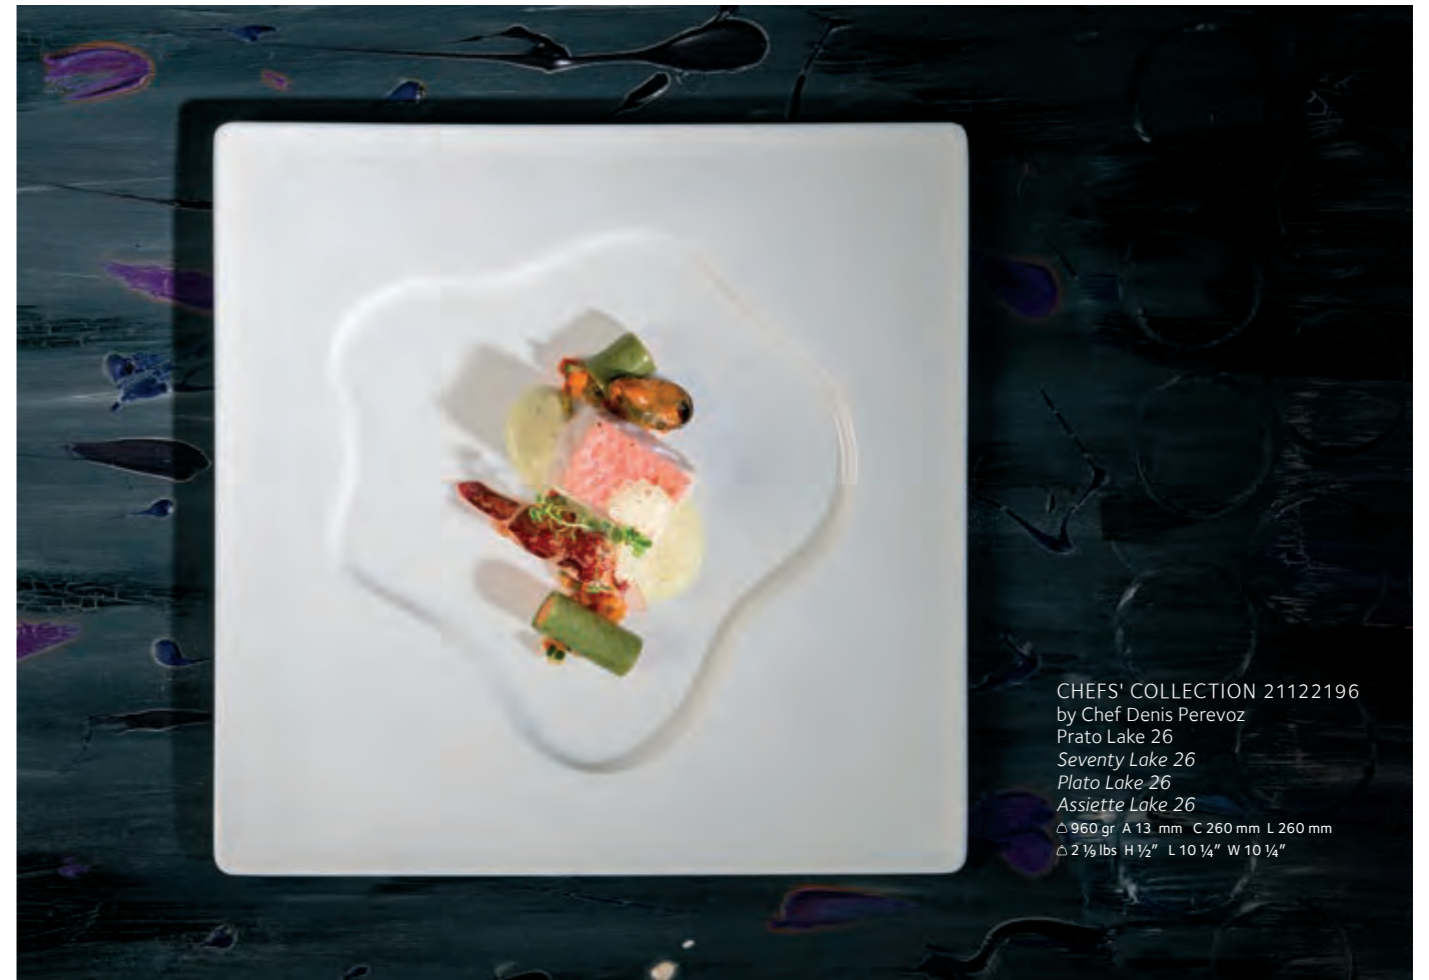 CHEFS' COLLECTION 21122196
by Chef Denis Perevoz
Prato Lake 26
Seventy Lake 26
Plato Lake 26
Assiette Lake 26
960 gr A 13 mm C 260 mm L 260 mm
2 ⅑ lbs H ½” L 10 ¼” W 10 ¼”